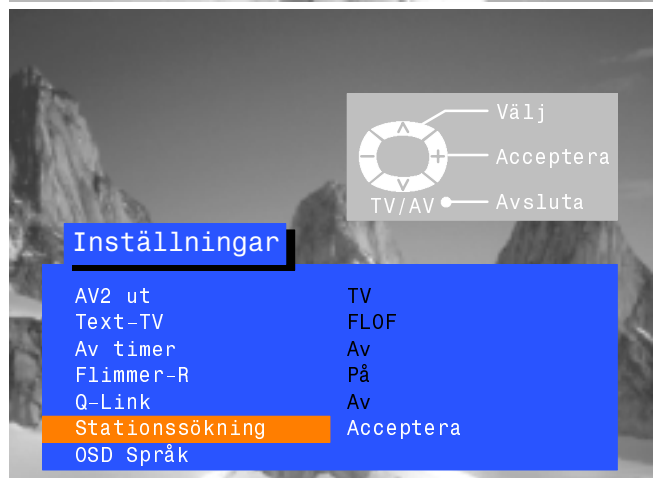 Välj
Acceptera
TV/AV Avsluta
Inställningar
AV2 ut TV
Text-TV FLOF
Av timer Av
Flimmer-R På
Q-Link Av
Stationssökning Acceptera
OSD Språk